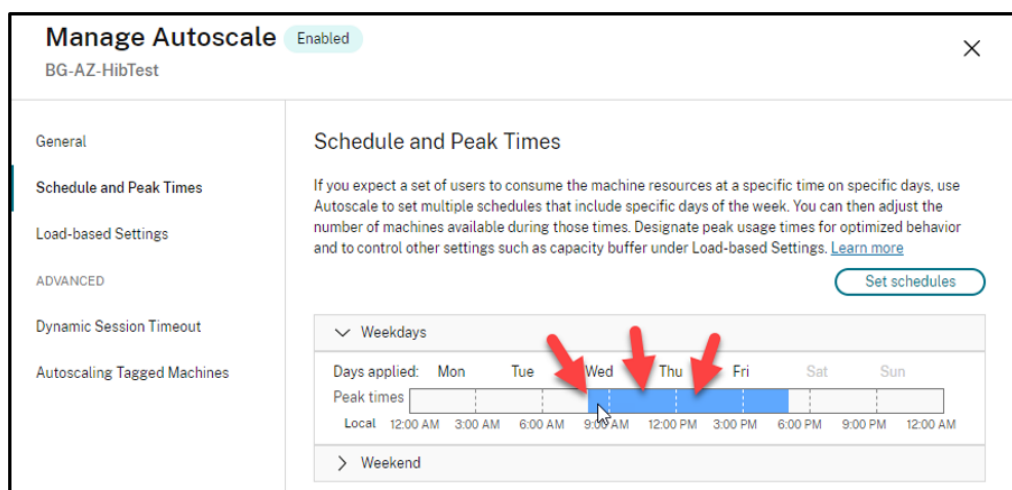 Manage Autoscale Enabled
BG-AZ-HibTest
General
Schedule and Peak Times
Load-based Settings
ADVANCED
Dynamic Session Timeout
Autoscaling Tagged Machines
Schedule and Peak Times
If you expect a set of users to consume the machine resources at a specific time on specific days, use
Autoscale to set multiple schedules that include specific days of the week. You can then adjust the
number of machines available during those times. Designate peak usage times for optimized behavior
and to control other settings such as capacity buffer under Load-based Settings. Learn more
Set schedules
Weekdays
Days applied: Mon Tue Wed Thu Fri Sat Sun
Peak times
Local 12:00 AM 3:00 AM 6:00 AM 9:00 AM 12:00 PM 3:00 PM 6:00 PM 9:00 PM 12:00 AM
Weekend